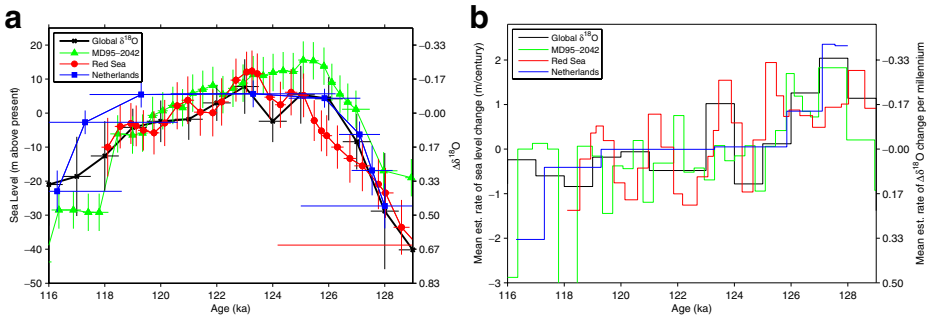 a
Global δ¹⁸O
MD95−2042
Red Sea
Netherlands
20
10
0
−10
−20
−30
−40
−50
Sea Level (m above present)
−0.33
−0.17
−0.00
0.17
0.33
0.50
0.67
0.83
Δδ¹⁸O
116 118 120 122 124 126 128
Age (ka)
b
Global δ¹⁸O
MD95−2042
Red Sea
Netherlands
2
1
0
−1
−2
−3
Mean est. rate of sea level change (m/century)
−0.33
−0.17
−0.00
0.17
0.33
0.50
Mean est. rate of Δδ¹⁸O change per millennium
116 118 120 122 124 126 128
Age (ka)